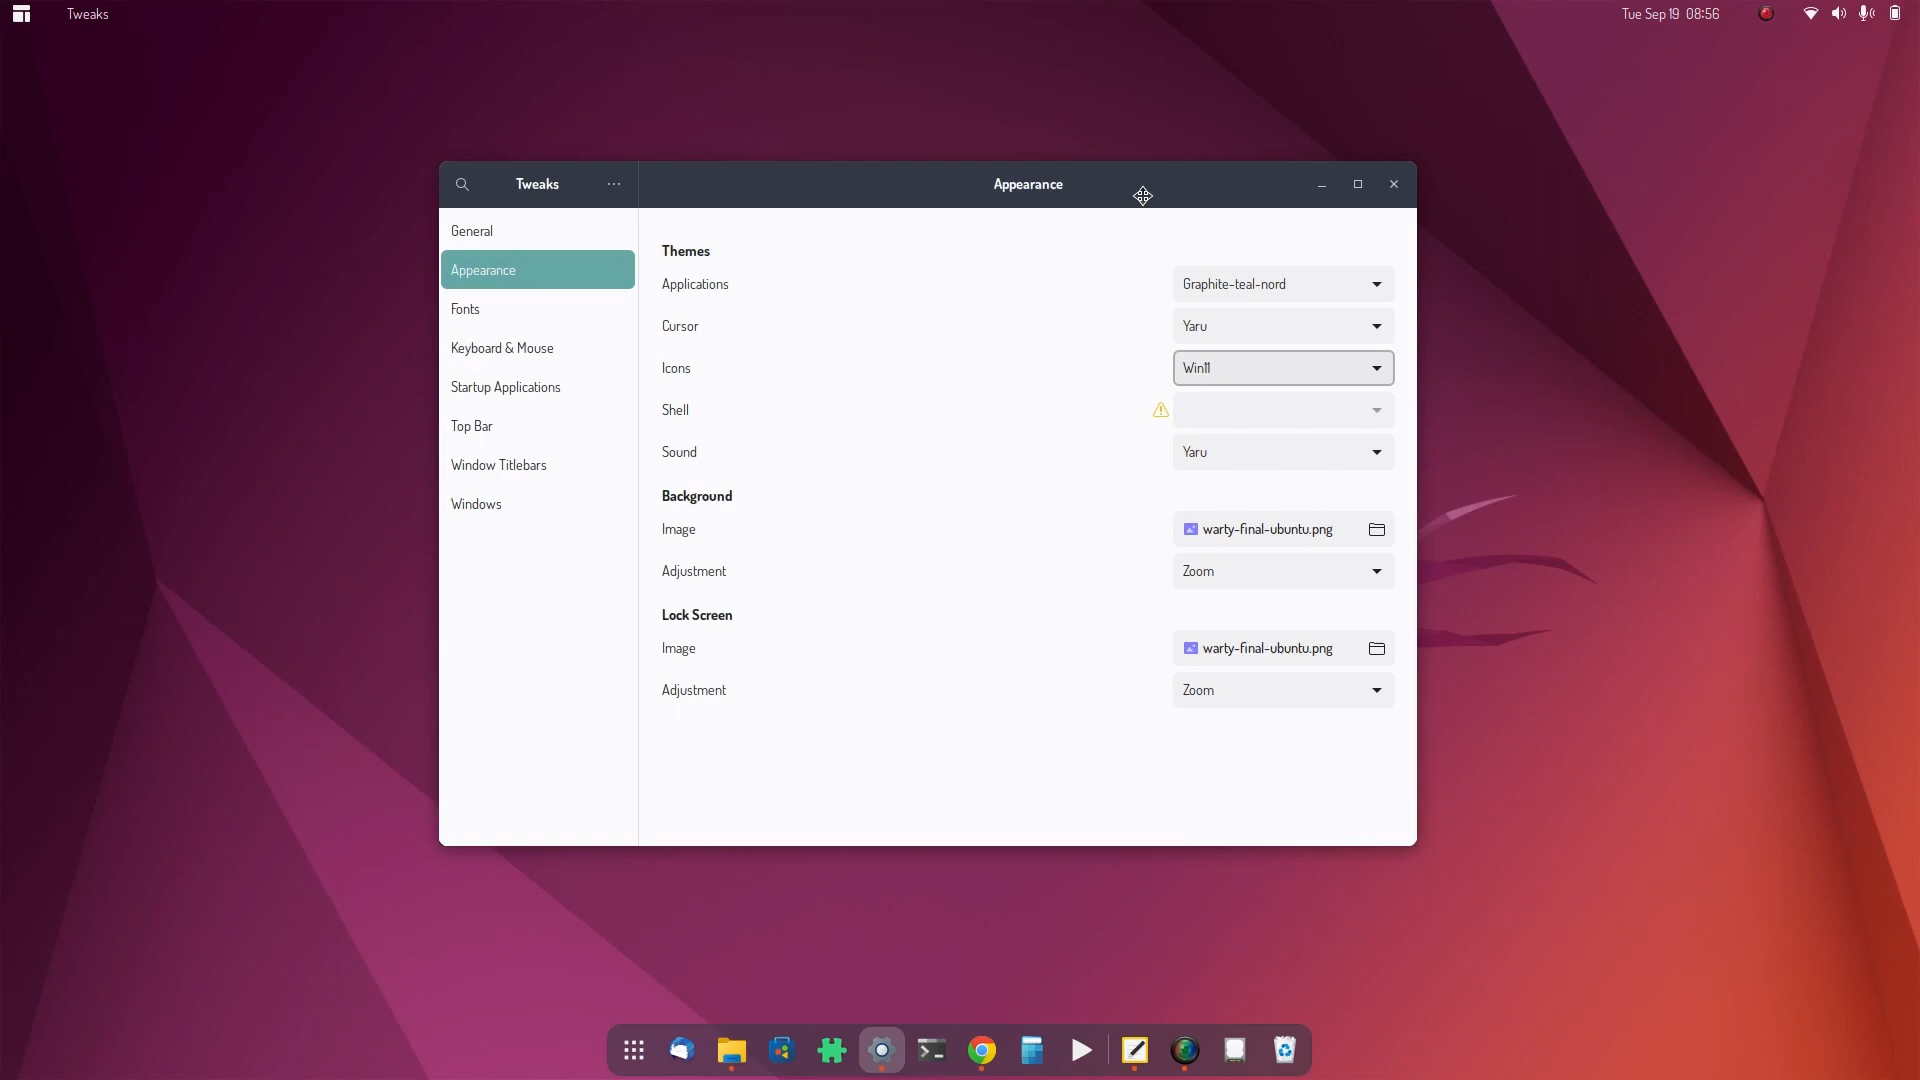 Tweaks
Tue Sep 19 08:56
Tweaks
Appearance
General
Appearance
Fonts
Keyboard & Mouse
Startup Applications
Top Bar
Window Titlebars
Windows
Themes
Applications Graphite-teal-nord
Cursor Yaru
Icons Win11
Shell
Sound Yaru
Background
Image warty-final-ubuntu.png
Adjustment Zoom
Lock Screen
Image warty-final-ubuntu.png
Adjustment Zoom